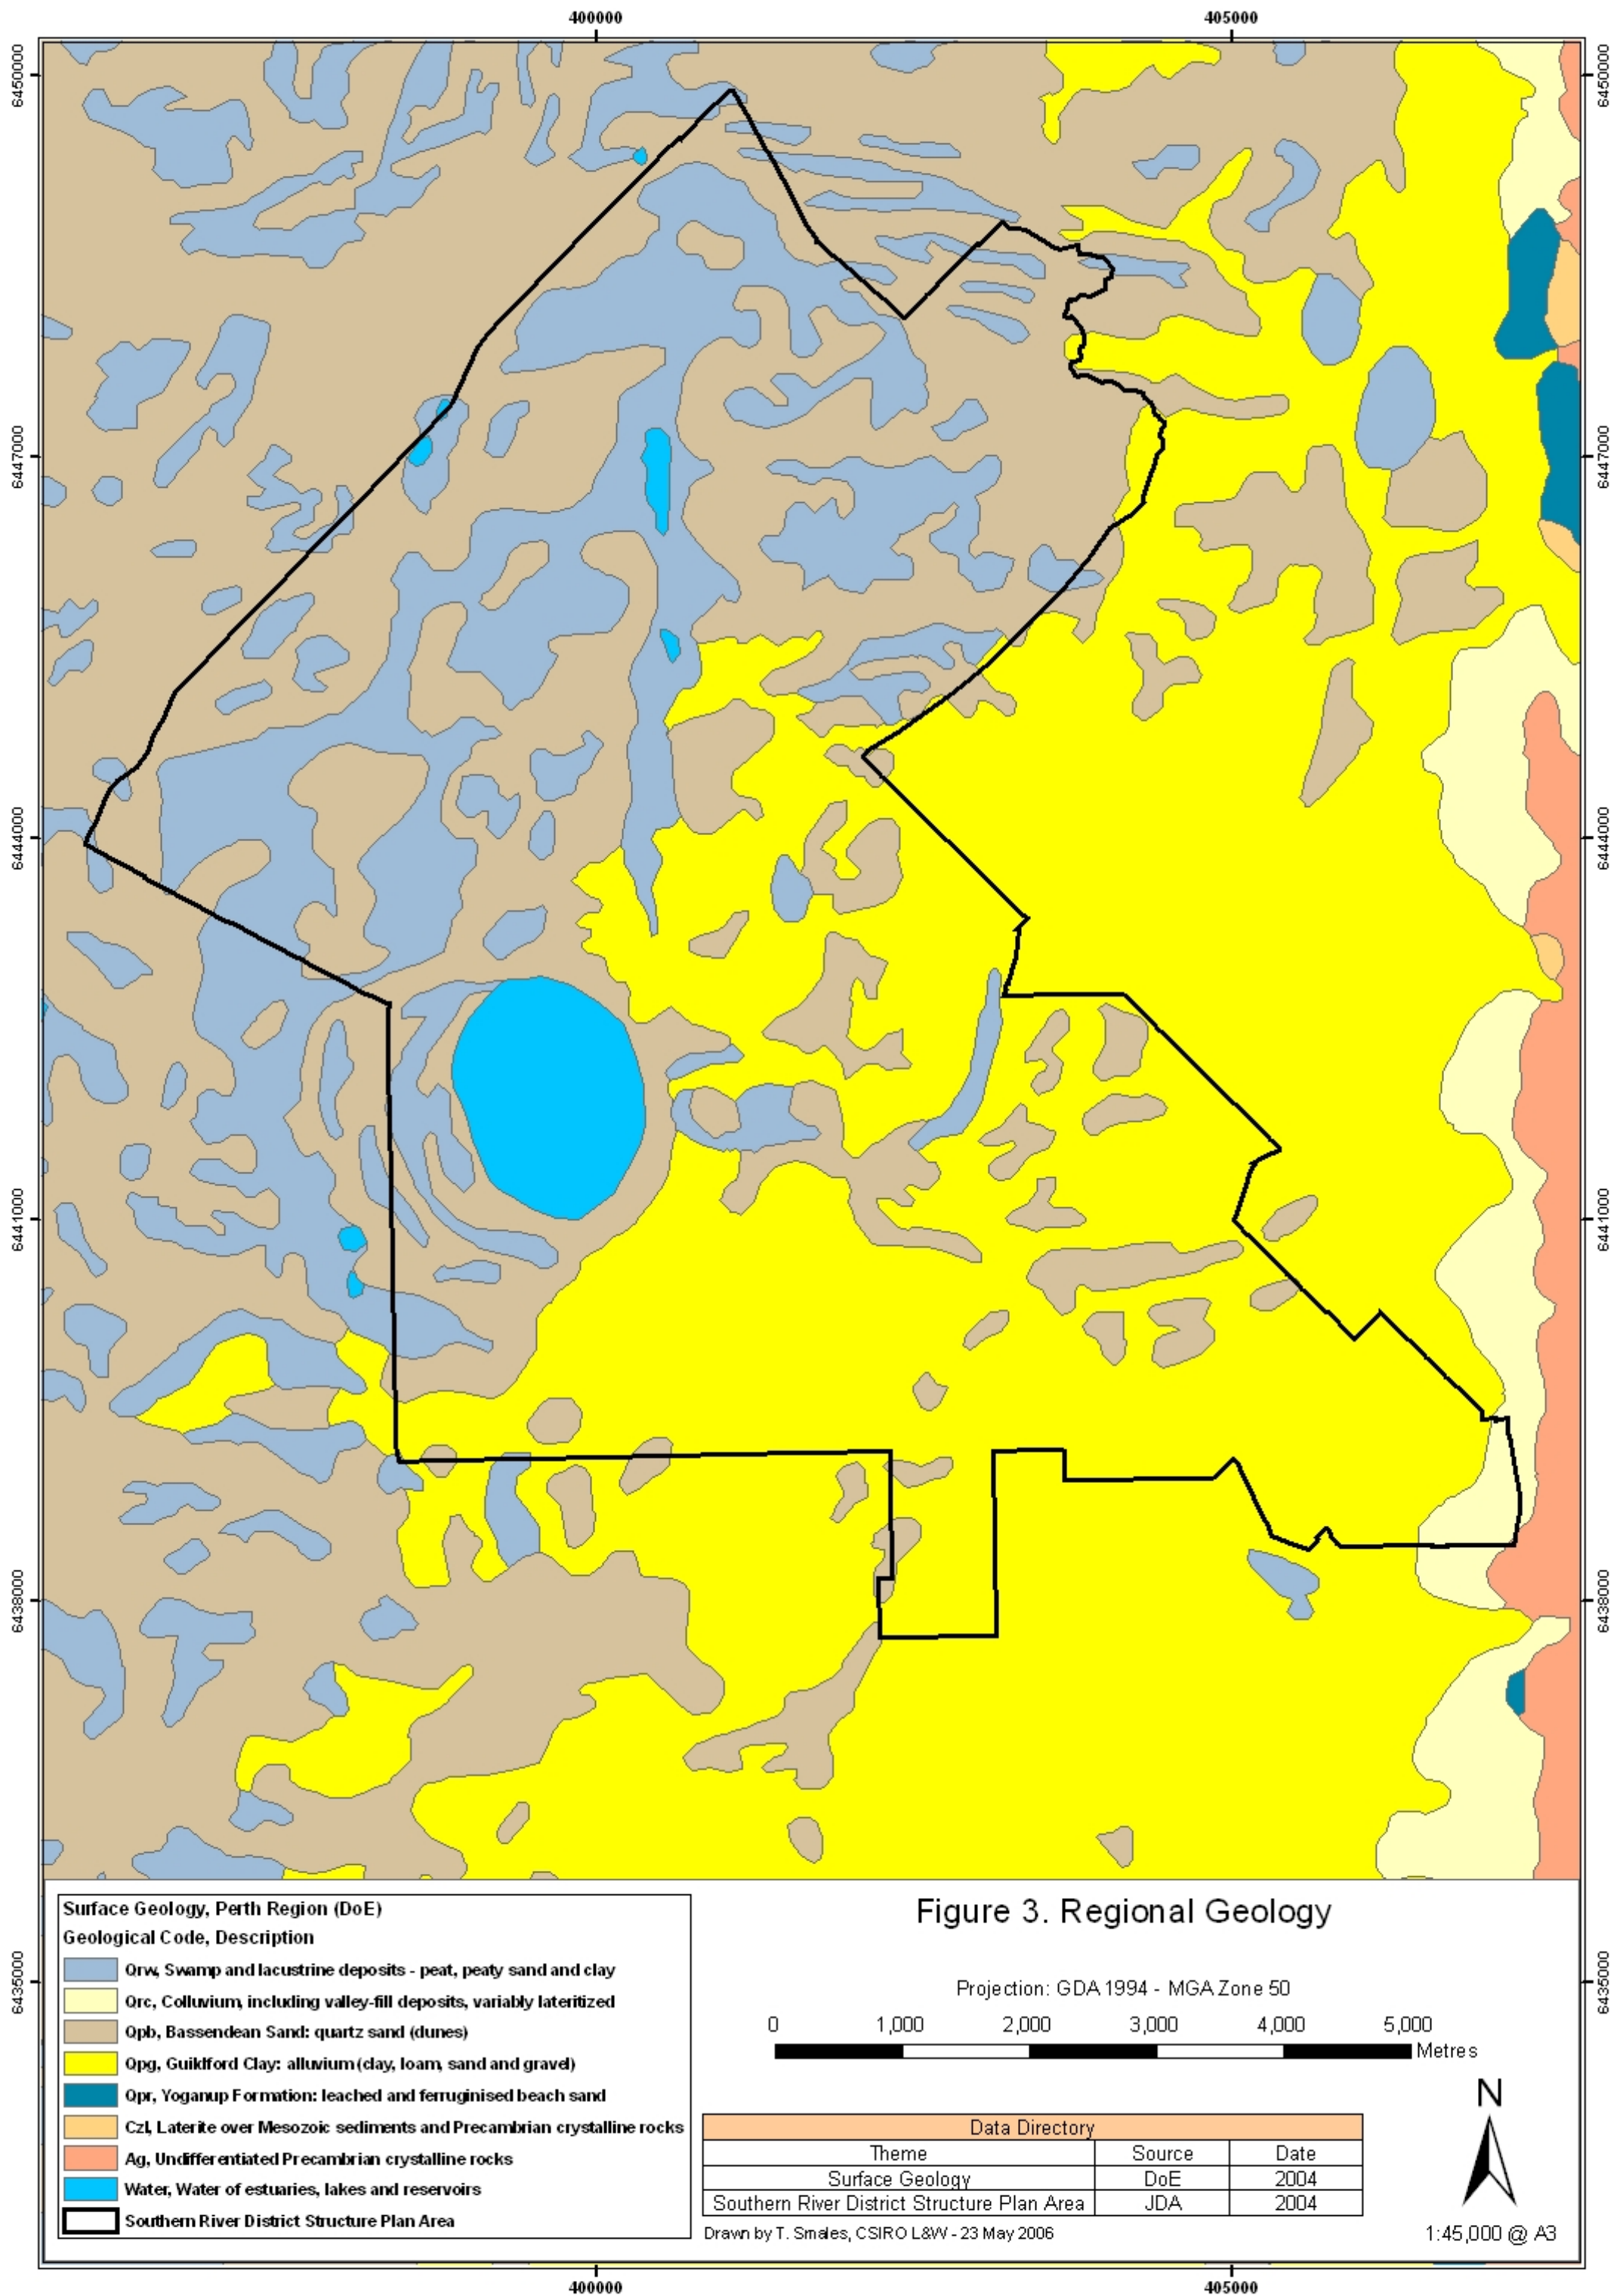 400000
405000
6450000
6450000
6447000
6447000
6444000
6444000
6441000
6441000
6438000
6438000
6435000
6435000
Surface Geology, Perth Region (DoE)
Geological Code, Description
Qrw, Swamp and lacustrine deposits - peat, peaty sand and clay
Qrc, Colluvium, including valley-fill deposits, variably lateritized
Qpb, Bassendean Sand: quartz sand (dunes)
Qpg, Guildford Clay: alluvium (clay, loam, sand and gravel)
Qpr, Yoganup Formation: leached and ferruginised beach sand
Czl, Laterite over Mesozoic sediments and Precambrian crystalline rocks
Ag, Undifferentiated Precambrian crystalline rocks
Water, Water of estuaries, lakes and reservoirs
Southern River District Structure Plan Area
Figure 3. Regional Geology
Projection: GDA 1994 - MGA Zone 50
0 1,000 2,000 3,000 4,000 5,000
Metres
N
Data Directory
Theme Source Date
Surface Geology DoE 2004
Southern River District Structure Plan Area JDA 2004
Drawn by T. Smales, CSIRO L&W - 23 May 2006
1:45,000 @ A3
400000
405000